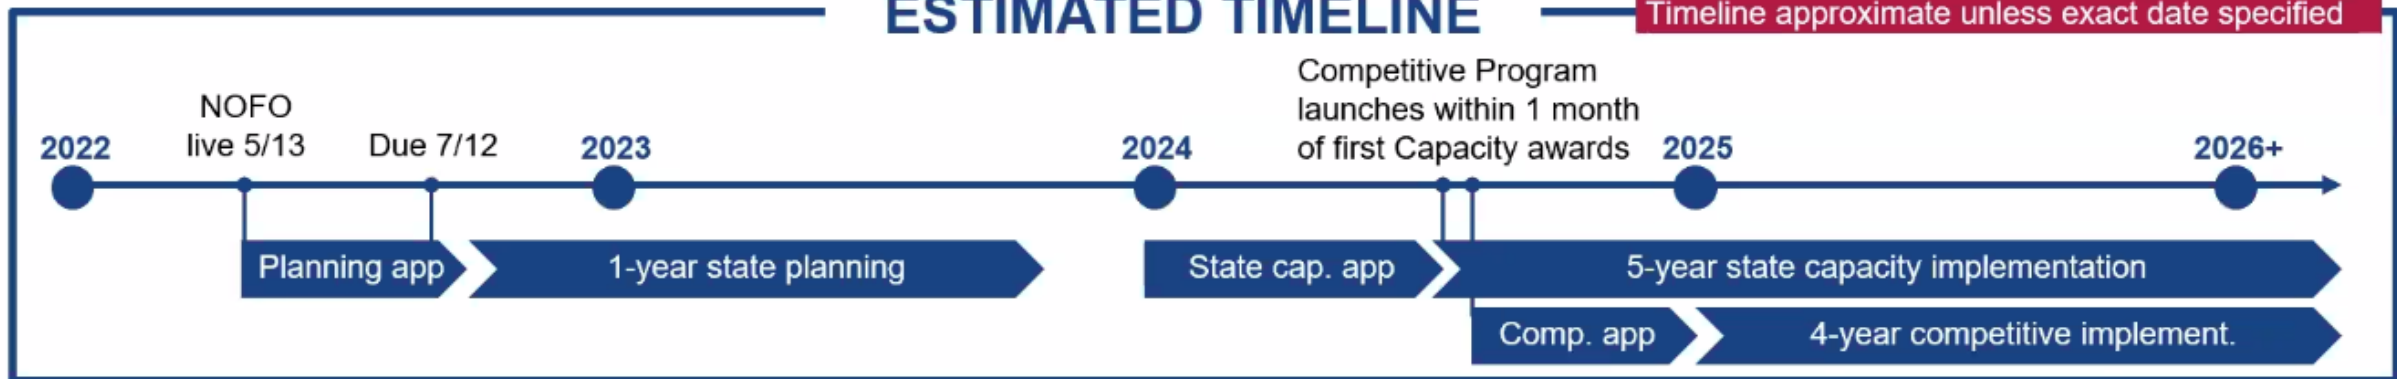 ESTIMATED TIMELINE
Timeline approximate unless exact date specified
NOFO
live 5/13
Due 7/12
Competitive Program
launches within 1 month
of first Capacity awards
2022
2023
2024
2025
2026+
Planning app
1-year state planning
State cap. app
5-year state capacity implementation
Comp. app
4-year competitive implement.